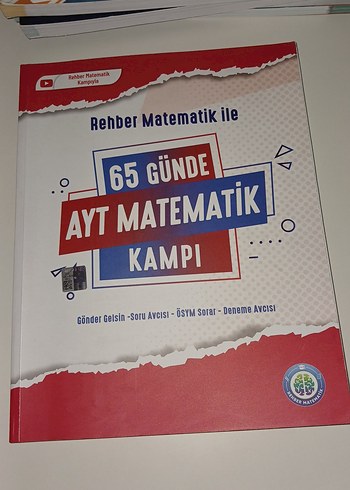 Rehber Matematik
Kampıyla
Rehber Matematik ile
65 GÜNDE
AYT MATEMATİK
KAMPI
Gönder Gelsin -Soru Avcısı - ÖSYM Sorar - Deneme Avcısı
REHBER MATEMATİK